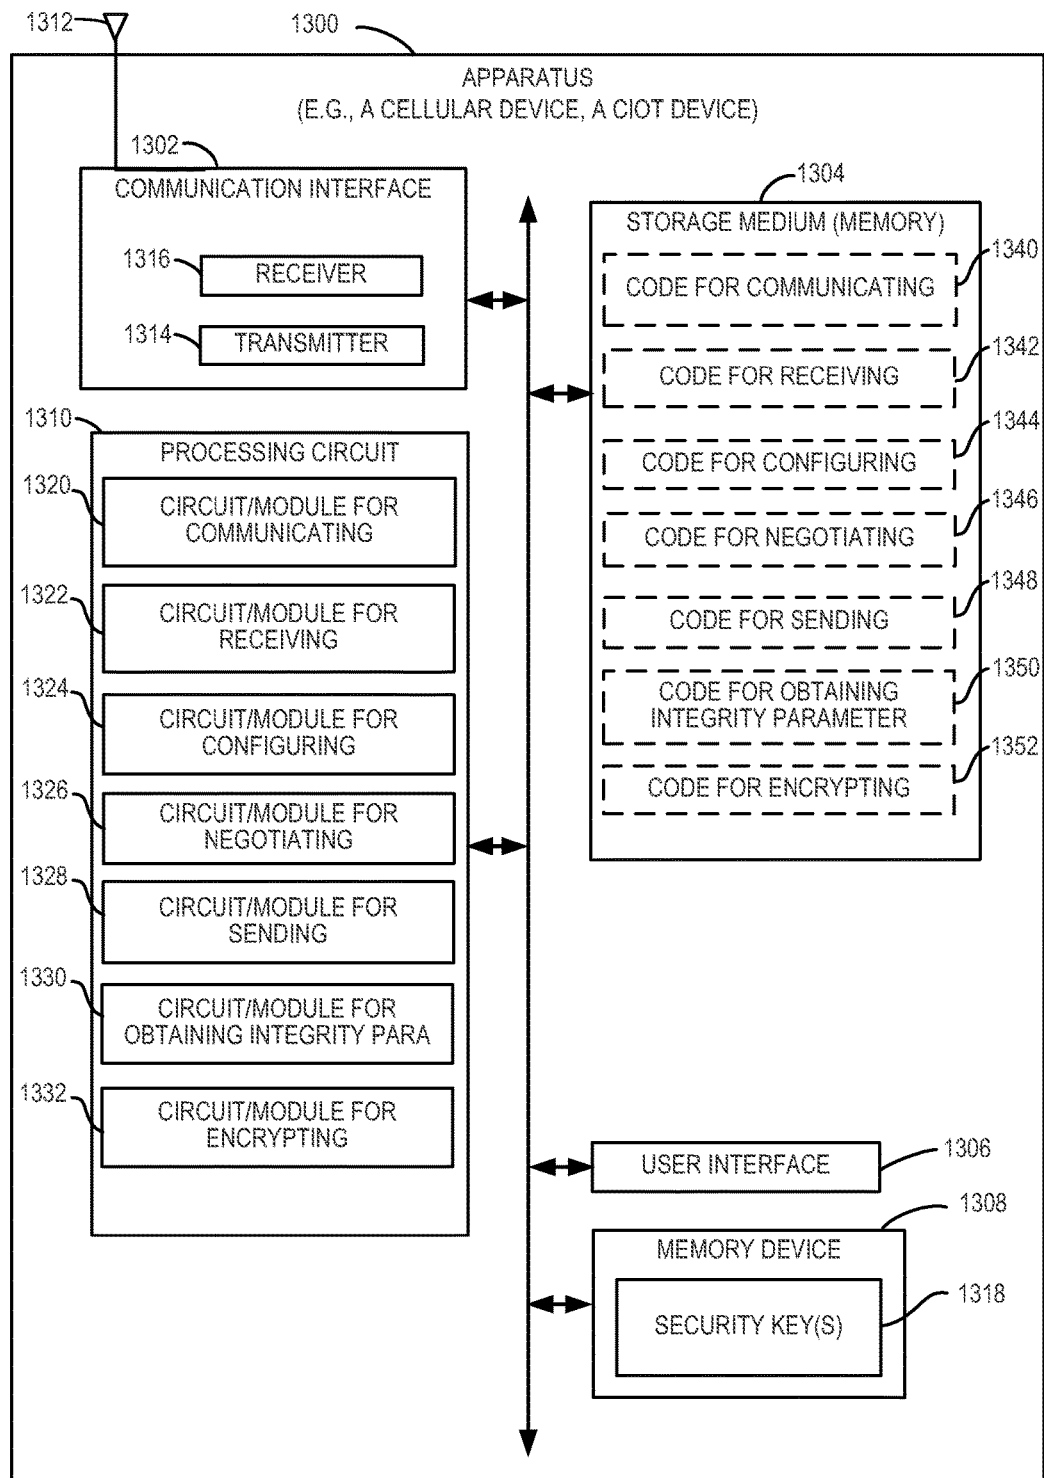 1312
1300
APPARATUS
(E.G., A CELLULAR DEVICE, A CIOT DEVICE)
1302
COMMUNICATION INTERFACE
1316
RECEIVER
1314
TRANSMITTER
1304
STORAGE MEDIUM (MEMORY)
1340
CODE FOR COMMUNICATING
1342
CODE FOR RECEIVING
1344
CODE FOR CONFIGURING
1346
CODE FOR NEGOTIATING
1348
CODE FOR SENDING
1350
CODE FOR OBTAINING
INTEGRITY PARAMETER
1352
CODE FOR ENCRYPTING
1310
PROCESSING CIRCUIT
1320
CIRCUIT/MODULE FOR
COMMUNICATING
1322
CIRCUIT/MODULE FOR
RECEIVING
1324
CIRCUIT/MODULE FOR
CONFIGURING
1326
CIRCUIT/MODULE FOR
NEGOTIATING
1328
CIRCUIT/MODULE FOR
SENDING
1330
CIRCUIT/MODULE FOR
OBTAINING INTEGRITY PARA
1332
CIRCUIT/MODULE FOR
ENCRYPTING
USER INTERFACE
1306
1308
MEMORY DEVICE
SECURITY KEY(S)
1318